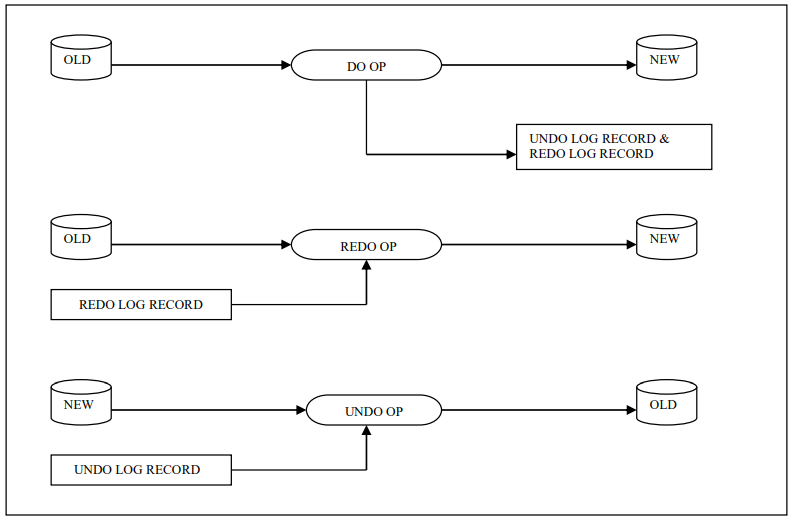 OLD
DO OP
NEW
UNDO LOG RECORD &
REDO LOG RECORD
OLD
REDO OP
NEW
REDO LOG RECORD
NEW
UNDO OP
OLD
UNDO LOG RECORD